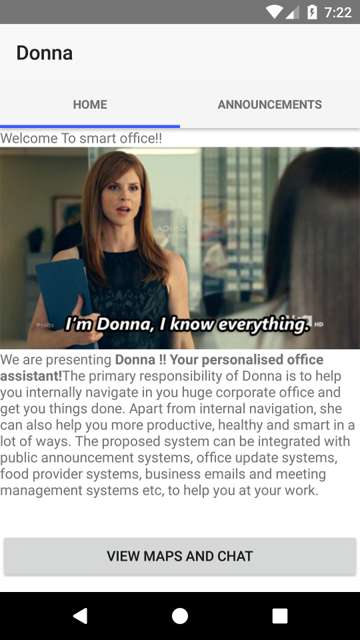 7:22
Donna
HOME ANNOUNCEMENTS
Welcome To smart office!!
I'm Donna, I know everything.
HD
We are presenting Donna !! Your personalised office
assistant!The primary responsibility of Donna is to help
you internally navigate in you huge corporate office and
get you things done. Apart from internal navigation, she
can also help you more productive, healthy and smart in a
lot of ways. The proposed system can be integrated with
public announcement systems, office update systems,
food provider systems, business emails and meeting
management systems etc, to help you at your work.
VIEW MAPS AND CHAT